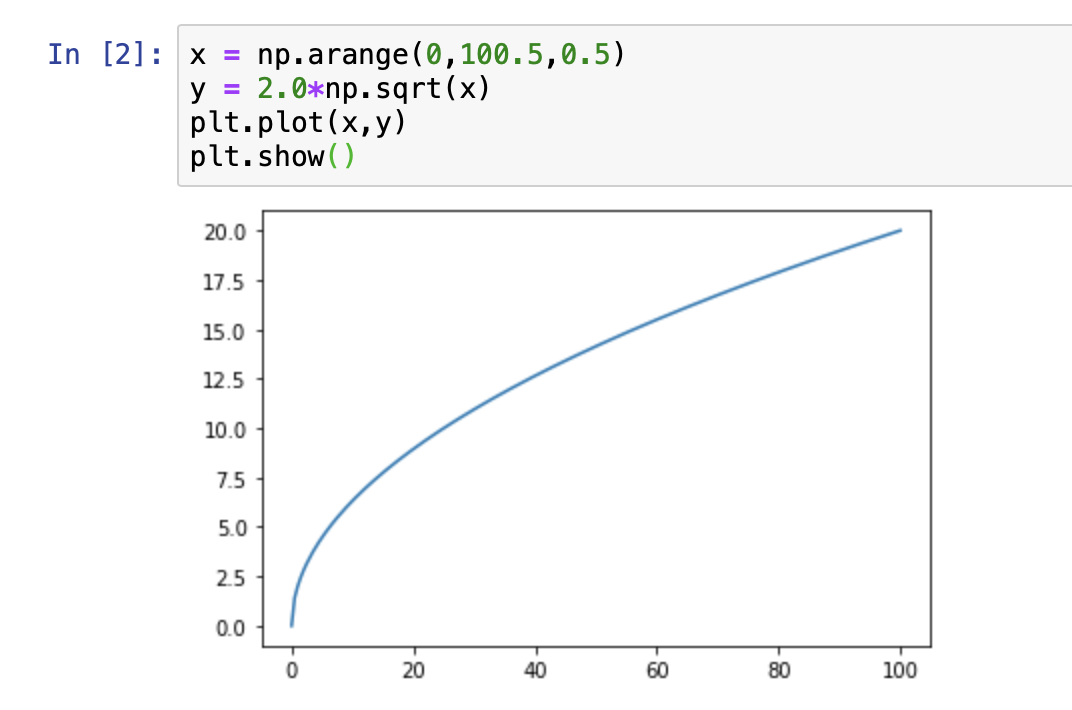 In [2]: x = np.arange(0,100.5,0.5)
y = 2.0*np.sqrt(x)
plt.plot(x,y)
plt.show()
20.0
17.5
15.0
12.5
10.0
7.5
5.0
2.5
0.0
0 20 40 60 80 100